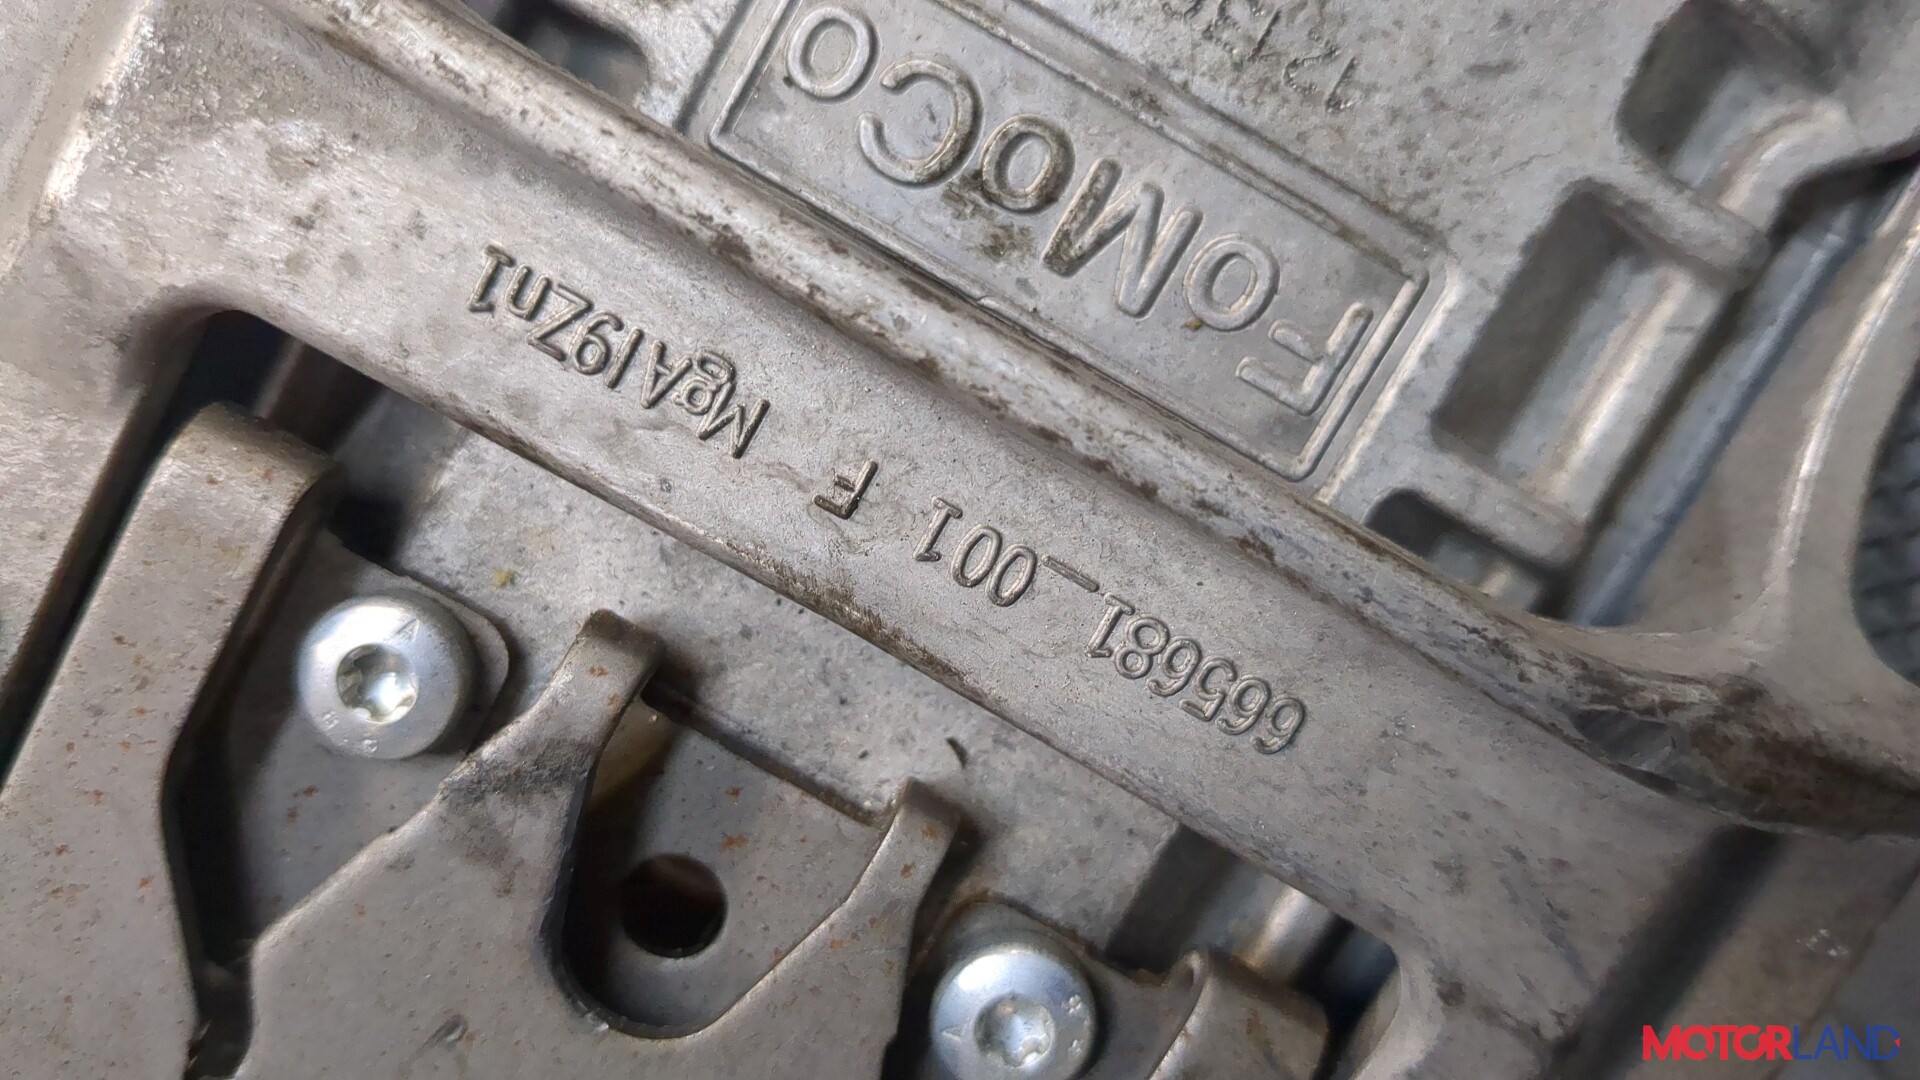 FoMoCo
665681_001 F MgAl9Zn1
MOTORLAND